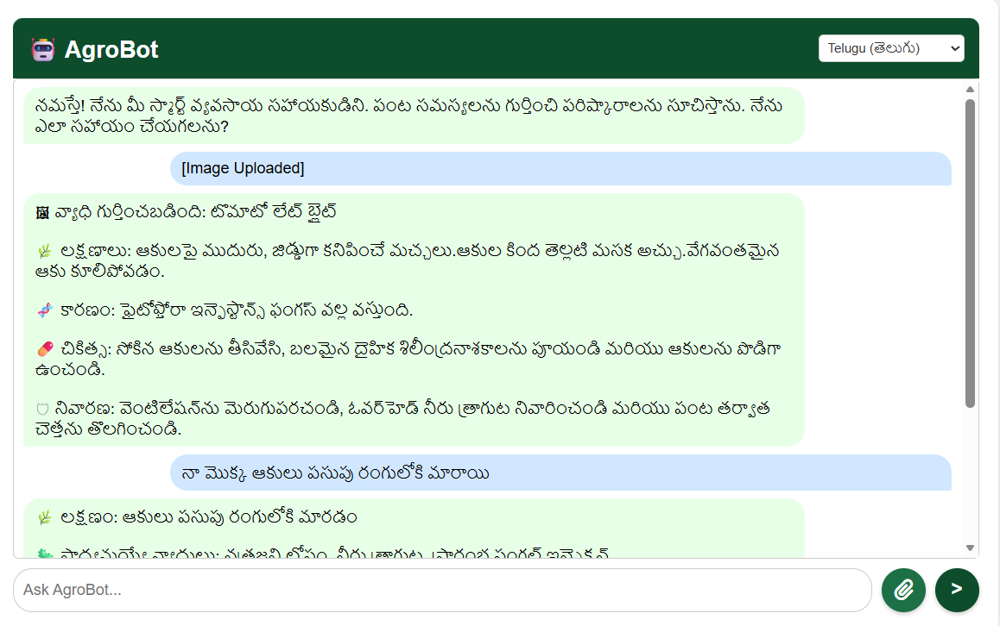 AgroBot
Telugu (తెలుగు)
నమస్తే! నేను మీ స్మార్ట్ వ్యవసాయ సహాయకుడిని. పంట సమస్యలను గుర్తించి పరిష్కారాలను సూచిస్తాను. నేను
ఎలా సహాయం చేయగలను?
[Image Uploaded]
వ్యాధి గుర్తించబడింది: టొమాటో లేట్ బ్లైట్
లక్షణాలు: ఆకులపై ముదురు, జిడ్డుగా కనిపించే మచ్చలు.ఆకుల కింద తెల్లటి మసక అచ్చు.వేగవంతమైన
ఆకు కూలిపోవడం.
కారణం: ఫైటోఫ్తోరా ఇన్ఫెస్టాన్స్ ఫంగస్ వల్ల వస్తుంది.
చికిత్స: సోకిన ఆకులను తీసివేసి, బలమైన దైహిక శిలీంద్రనాశకాలను పూయండి మరియు ఆకులను పొడిగా
ఉంచండి.
నివారణ: వెంటిలేషన్‌ను మెరుగుపరచండి, ఓవర్‌హెడ్ నీరు త్రాగుట నివారించండి మరియు పంట తర్వాత
చెత్తను తొలగించండి.
నా మొక్క ఆకులు పసుపు రంగులోకి మారాయి
లక్షణం: ఆకులు పసుపు రంగులోకి మారడం
Ask AgroBot...
>